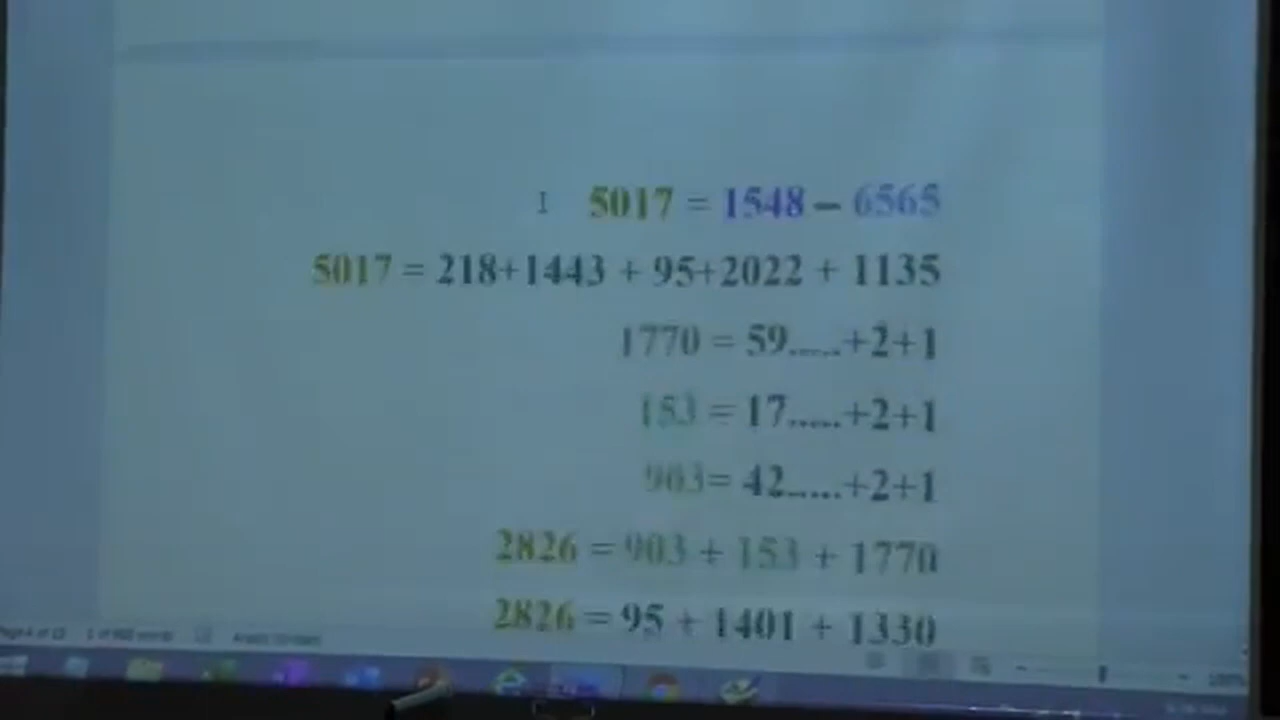 5017 = 1548 – 6565
5017 = 218+1443 + 95+2022 + 1135
1770 = 59.....+2+1
153 = 17.....+2+1
903= 42.....+2+1
2826 = 903 + 153 + 1770
2826 = 95 + 1401 + 1330